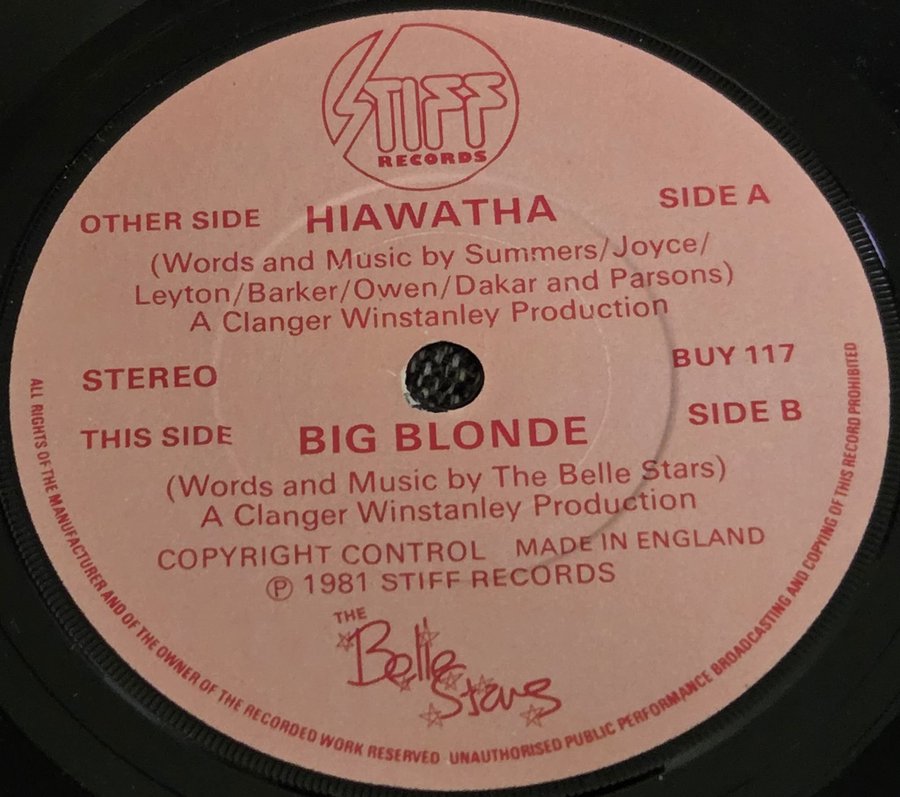 STIFF
RECORDS
OTHER SIDE HIAWATHA SIDE A
(Words and Music by Summers/Joyce/
Leyton/Barker/Owen/Dakar and Parsons)
A Clanger Winstanley Production
STEREO BUY 117
THIS SIDE BIG BLONDE SIDE B
(Words and Music by The Belle Stars)
A Clanger Winstanley Production
COPYRIGHT CONTROL MADE IN ENGLAND
Ⓟ 1981 STIFF RECORDS
THE
Belle
Stars
ALL RIGHTS OF THE MANUFACTURER AND OF THE OWNER OF THE RECORDED WORK RESERVED UNAUTHORISED PUBLIC PERFORMANCE BROADCASTING AND COPYING OF THIS RECORD PROHIBITED